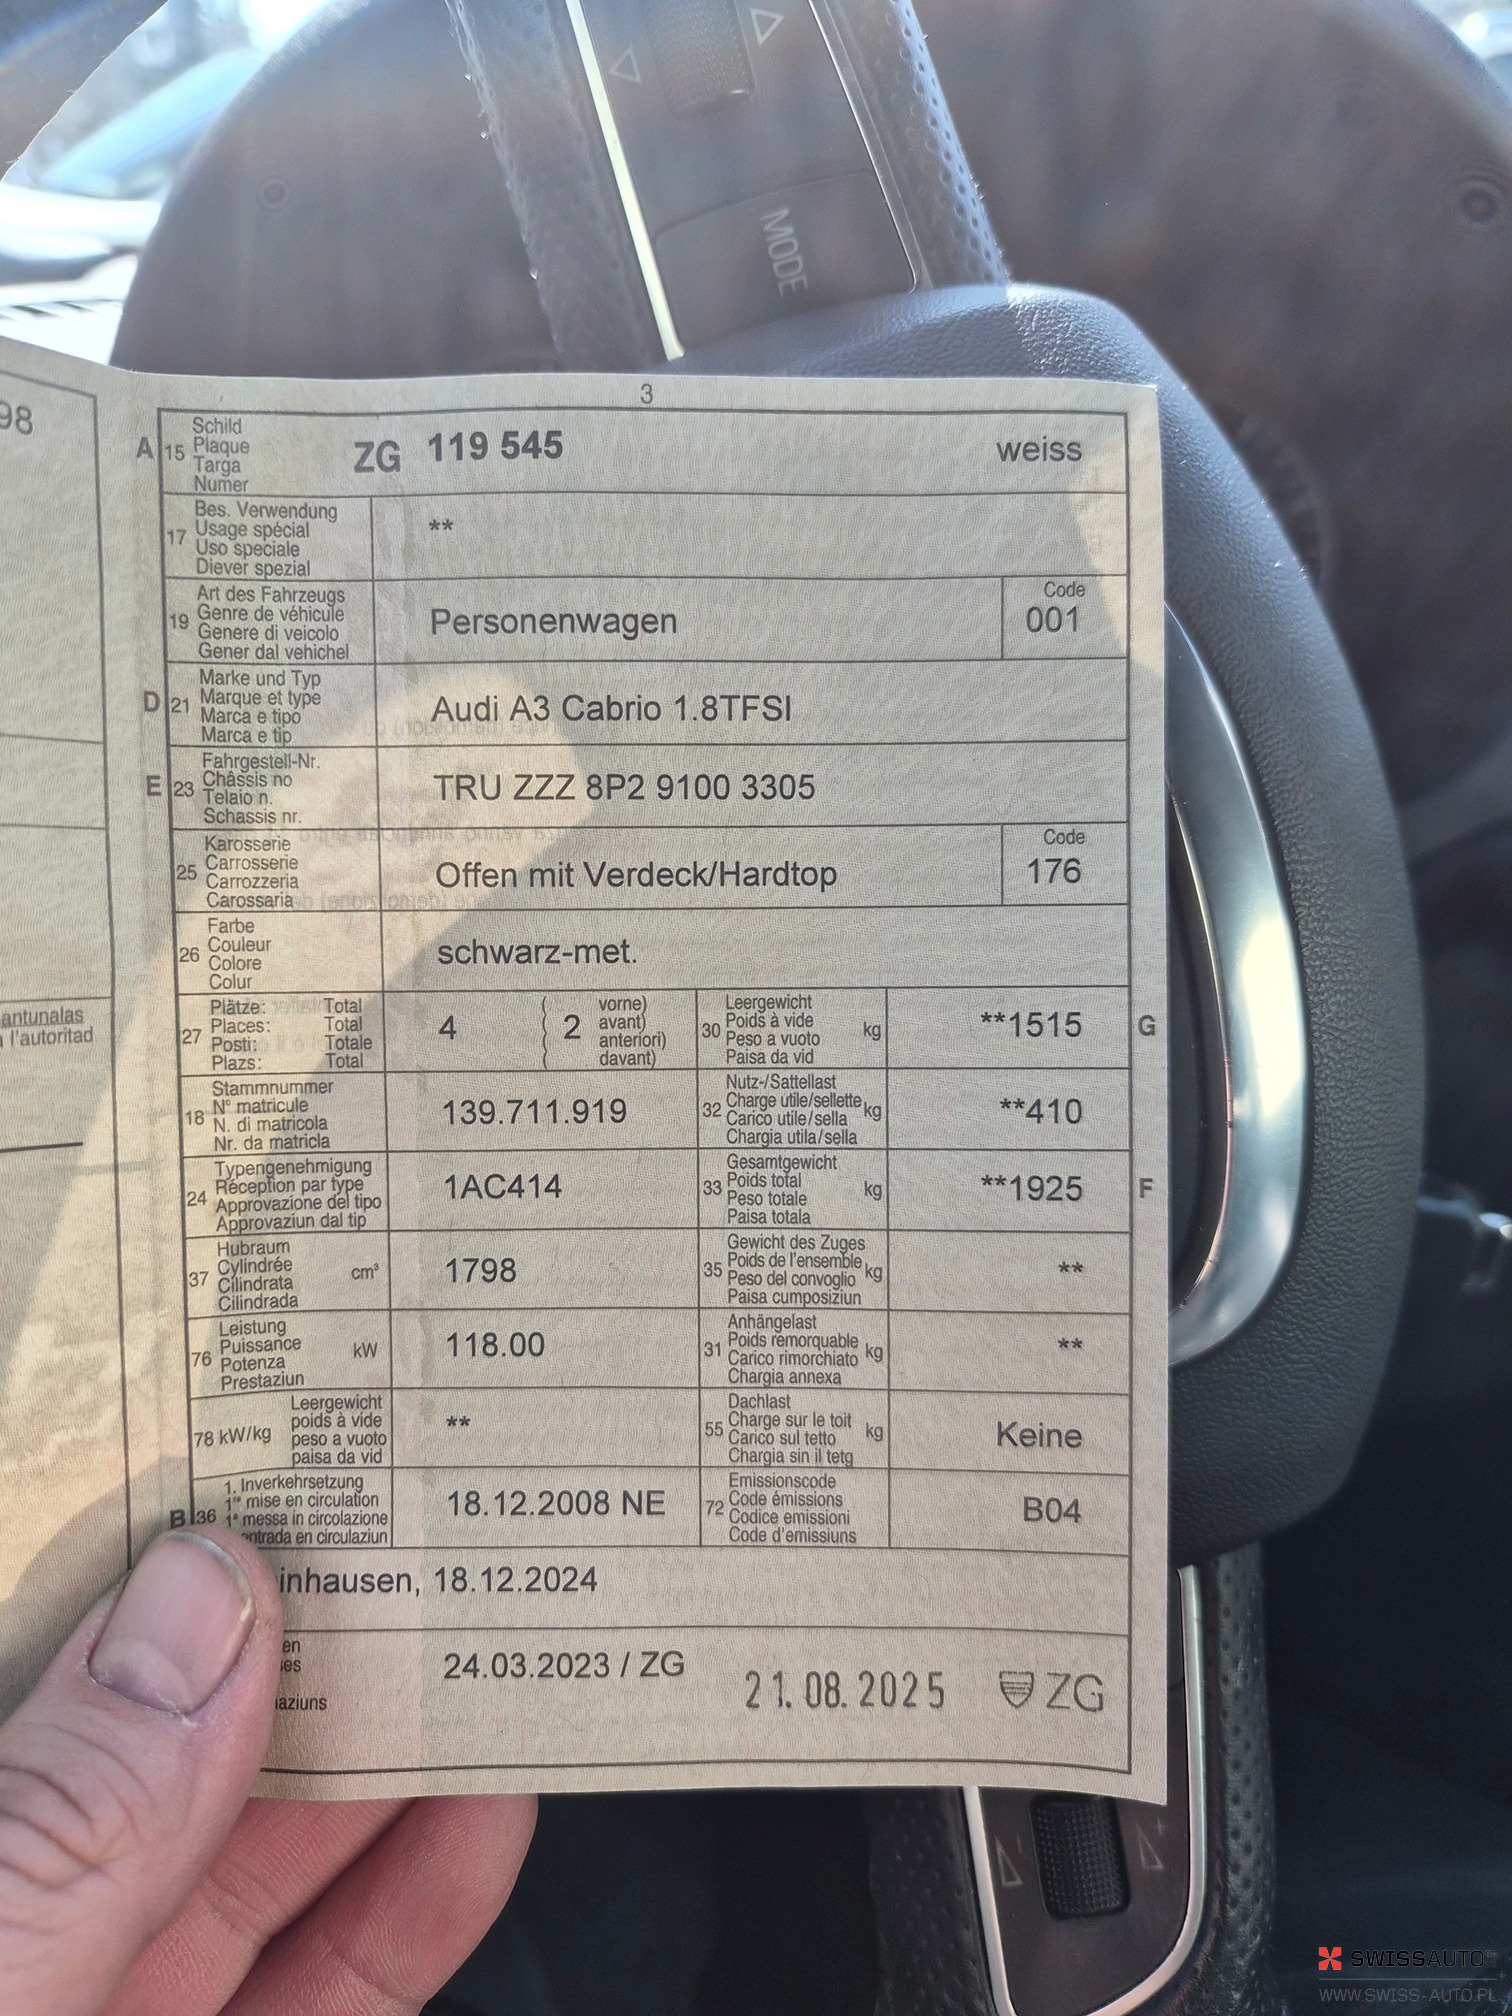 MODE
98
antunalas
l'autoritad
3
A 15 Schild
Plaque
Targa
Numer
ZG 119 545 weiss
17 Bes. Verwendung
Usage spécial
Uso speciale
Diever spezial
**
19 Art des Fahrzeugs
Genre de véhicule
Genere di veicolo
Gener dal vehichel
Personenwagen
Code
001
D 21 Marke und Typ
Marque et type
Marca e tipo
Marca e tip
Audi A3 Cabrio 1.8TFSI
E 23 Fahrgestell-Nr.
Châssis no
Telaio n.
Schassis nr.
TRU ZZZ 8P2 9100 3305
25 Karosserie
Carrosserie
Carrozzeria
Carossaria
Offen mit Verdeck/Hardtop
Code
176
26 Farbe
Couleur
Colore
Colur
schwarz-met.
27 Plätze: Total
Places: Total
Posti: Totale
Plazs: Total
4 ( 2 vorne)
( avant)
( anteriori)
( davant)
30 Leergewicht
Poids à vide
Peso a vuoto
Paisa da vid
kg
**1515 G
18 Stammnummer
N° matricule
N. di matricola
Nr. da matricla
139.711.919
32 Nutz-/Sattellast
Charge utile/sellette
Carico utile/sella
Chargia utila/sella
kg
**410
24 Typengenehmigung
Réception par type
Approvazione del tipo
Approvaziun dal tip
1AC414
33 Gesamtgewicht
Poids total
Peso totale
Paisa totala
kg
**1925 F
37 Hubraum
Cylindrée
Cilindrata
Cilindrada
cm³
1798
35 Gewicht des Zuges
Poids de l'ensemble
Peso del convoglio
Paisa cumposiziun
kg
**
76 Leistung
Puissance
Potenza
Prestaziun
kW
118.00
31 Anhängelast
Poids remorquable
Carico rimorchiato
Chargia annexa
kg
**
78 kW/kg Leergewicht
poids à vide
peso a vuoto
paisa da vid
**
55 Dachlast
Charge sur le toit
Carico sul tetto
Chargia sin il tetg
kg
Keine
B 36 1. Inverkehrsetzung
1re mise en circulation
1a messa in circolazione
entrada en circulaziun
18.12.2008 NE
72 Emissionscode
Code émissions
Codice emissioni
Code d'emissiuns
B04
inhausen, 18.12.2024
en
es
aziuns
24.03.2023 / ZG
21.08.2025 ZG
SWISSAUTO
WWW.SWISS-AUTO.PL